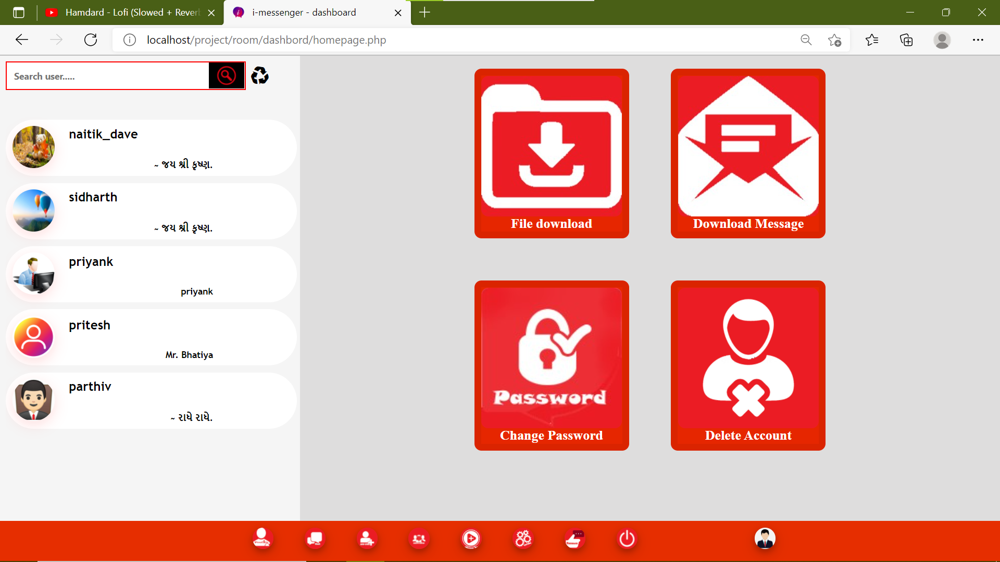 Hamdard - Lofi (Slowed + Rever
i-messenger - dashboard
localhost/project/room/dashbord/homepage.php
Search user.....
naitik_dave
~ જય શ્રી કૃષ્ણ.
sidharth
~ જય શ્રી કૃષ્ણ.
priyank
priyank
pritesh
Mr. Bhatiya
parthiv
~ રાધે રાધે.
File download
Download Message
Password
Change Password
Delete Account